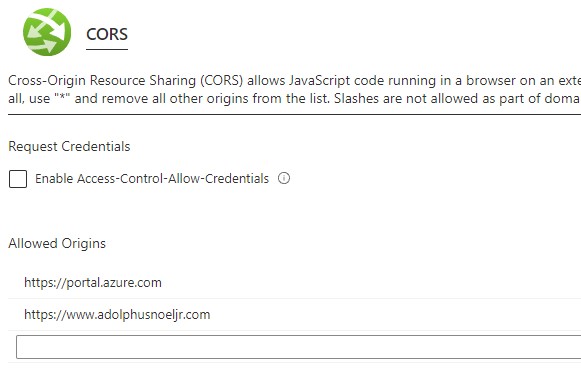 CORS
Cross-Origin Resource Sharing (CORS) allows JavaScript code running in a browser on an exte
all, use "*" and remove all other origins from the list. Slashes are not allowed as part of doma
Request Credentials
Enable Access-Control-Allow-Credentials
Allowed Origins
https://portal.azure.com
https://www.adolphusnoeljr.com